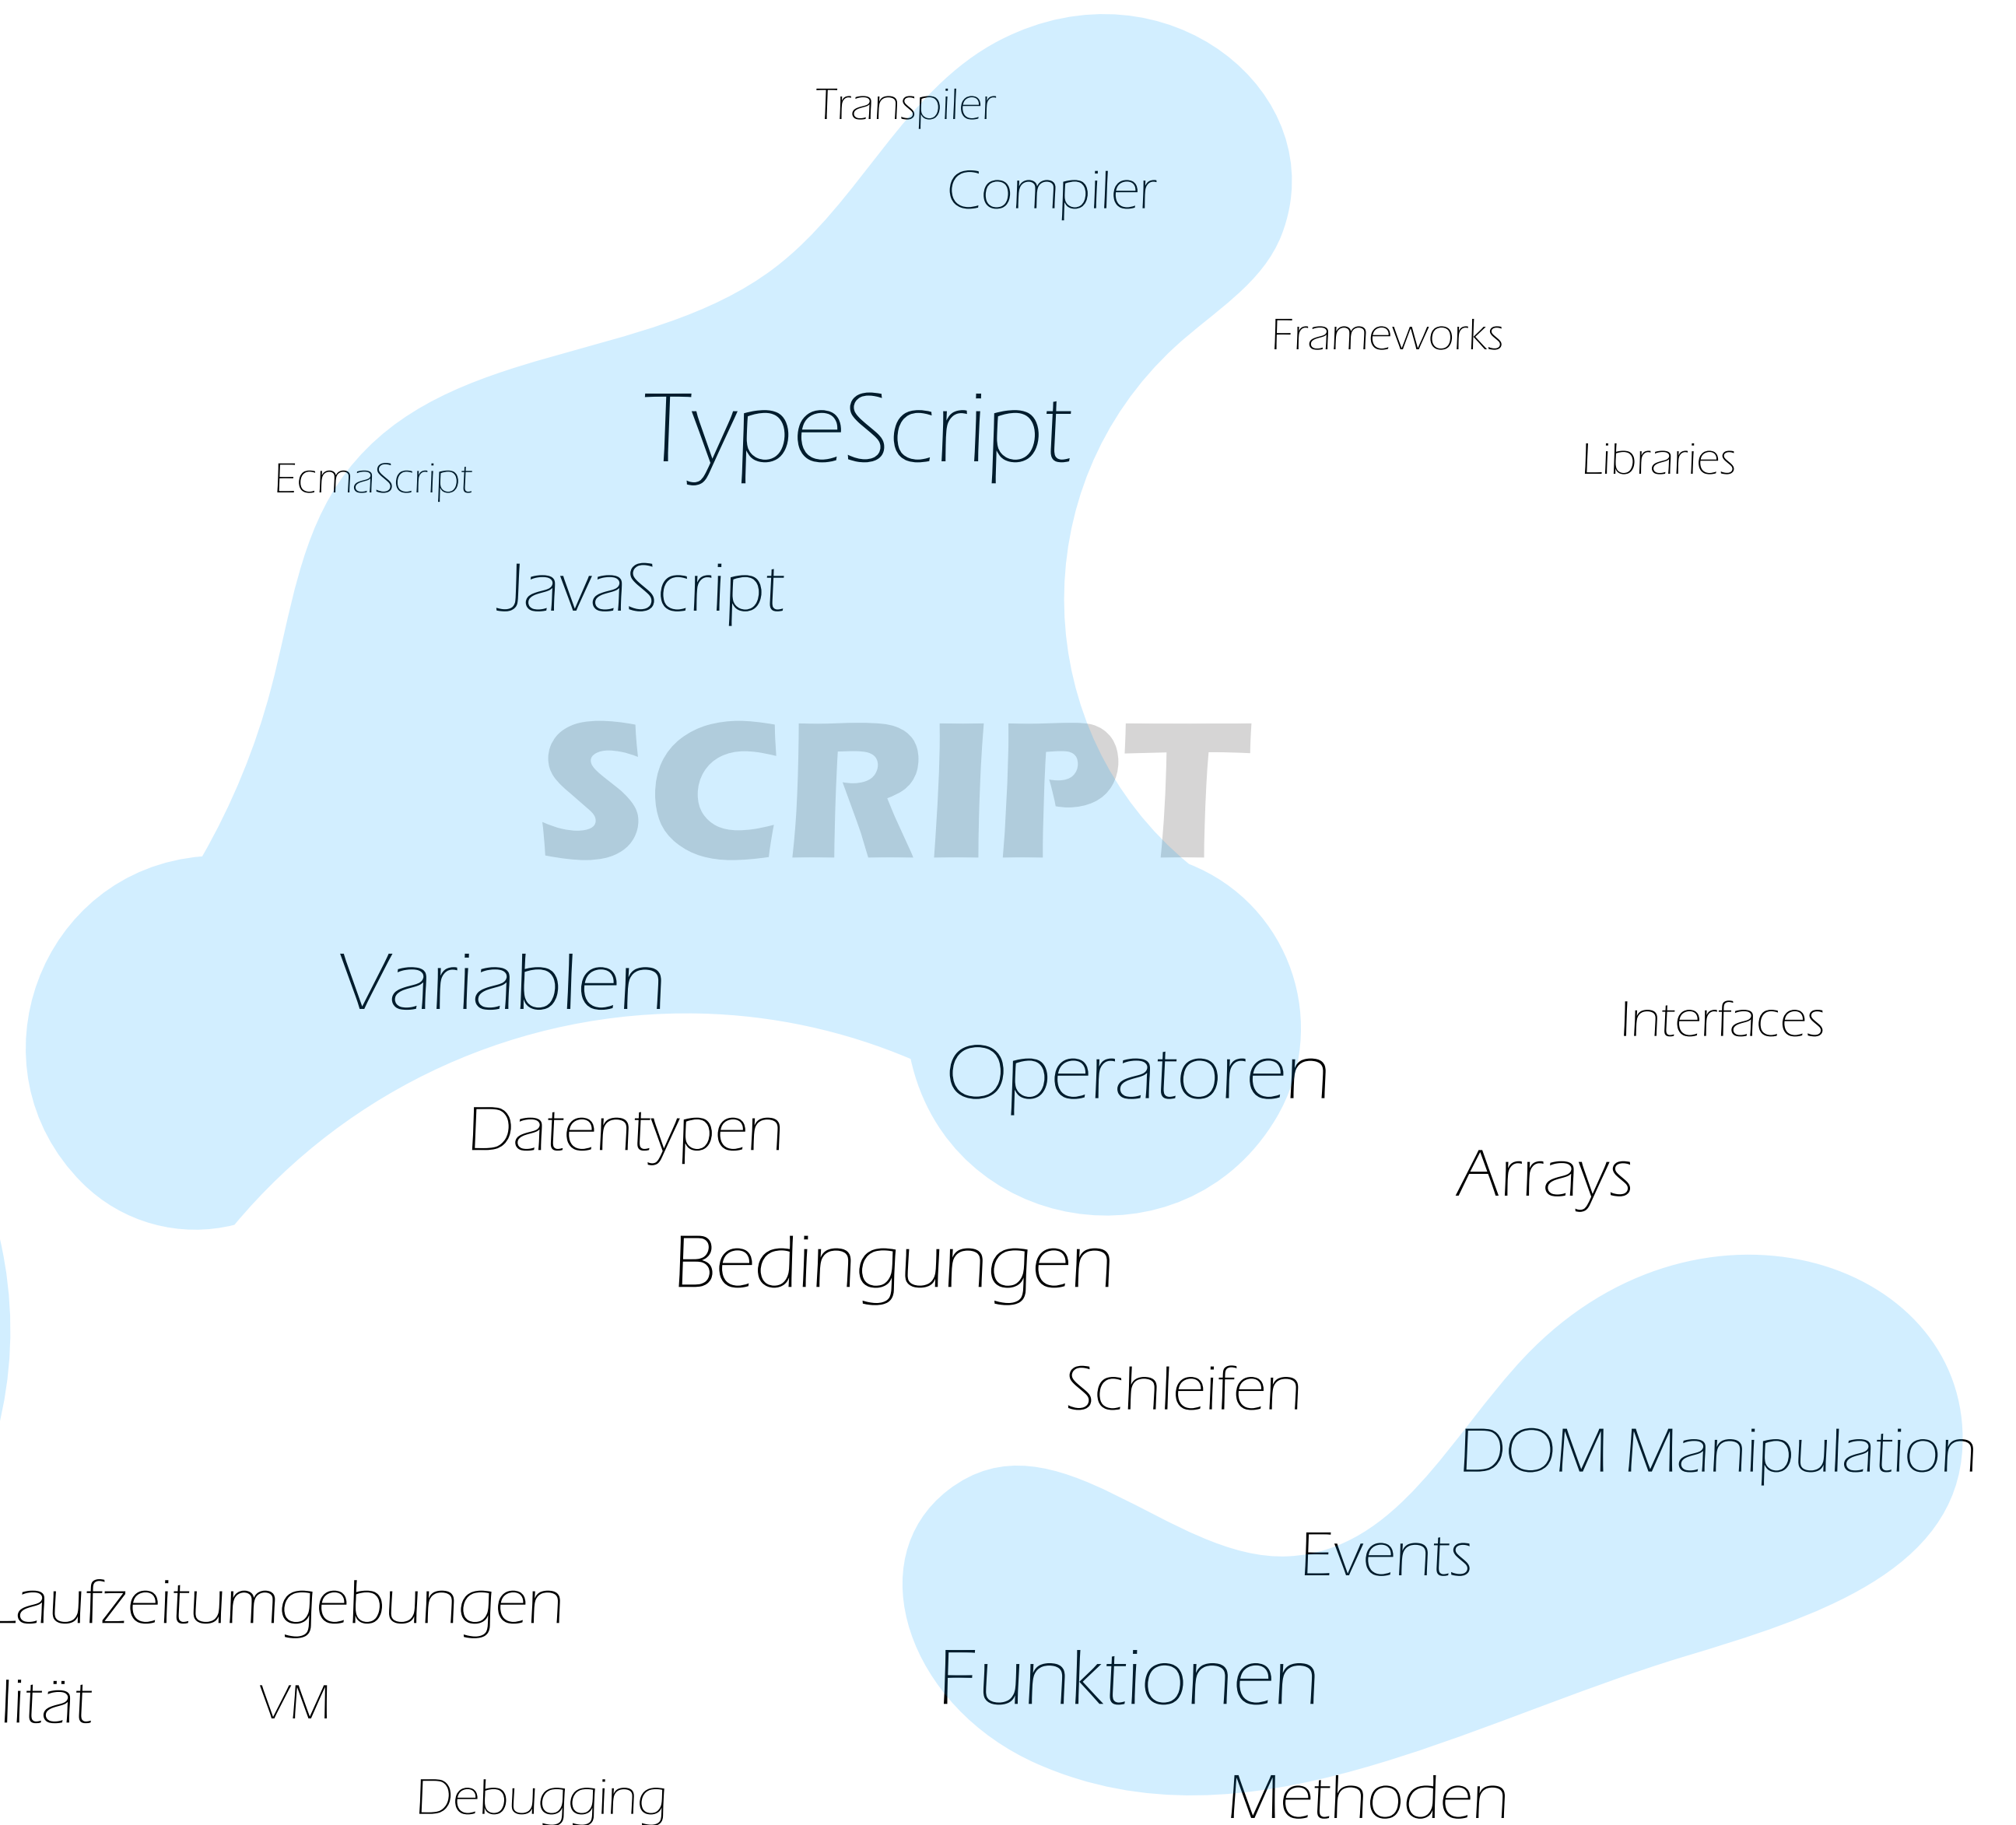 Transpiler
Compiler
Frameworks
TypeScript
Libraries
EcmaScript
JavaScript
SCRIPT
Variablen
Interfaces
Operatoren
Datentypen
Arrays
Bedingungen
Schleifen
DOM Manipulation
Events
Laufzeitumgebungen
Funktionen
lität
VM
Debugging
Methoden